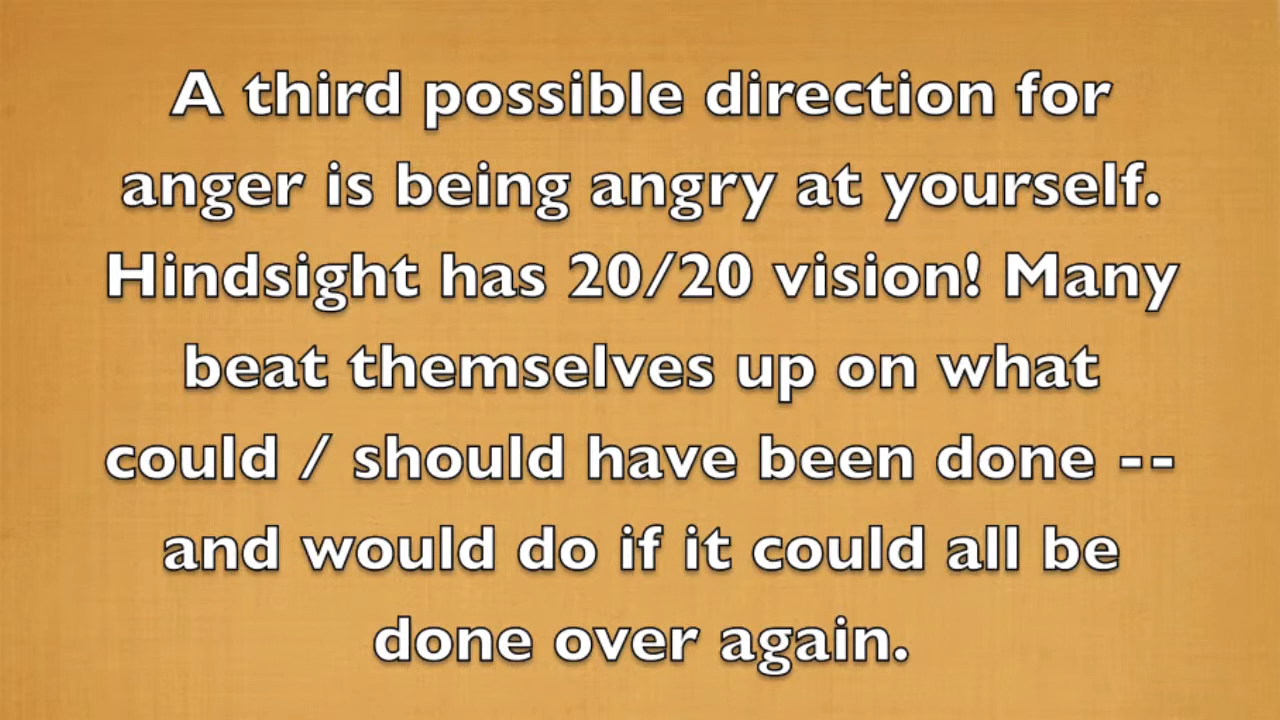 A third possible direction for
anger is being angry at yourself.
Hindsight has 20/20 vision! Many
beat themselves up on what
could / should have been done --
and would do if it could all be
done over again.